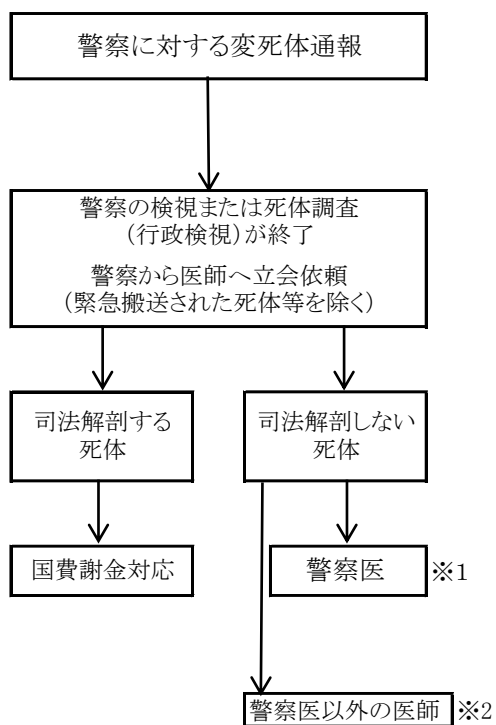 警察に対する変死体通報
警察の検視または死体調査
(行政検視)が終了
警察から医師へ立会依頼
(緊急搬送された死体等を除く)
司法解剖する
死体
司法解剖しない
死体
国費謝金対応
警察医 ※1
警察医以外の医師 ※2